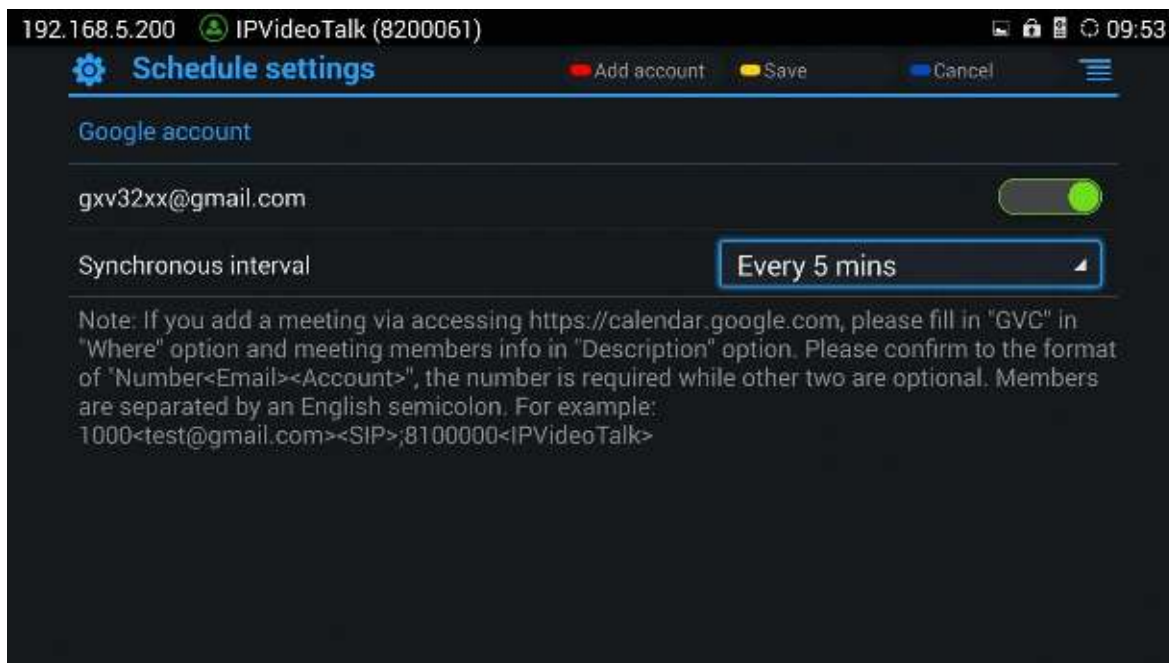 192.168.5.200 IPVideoTalk (8200061) 09:53
Schedule settings Add account Save Cancel
Google account
gxv32xx@gmail.com
Synchronous interval Every 5 mins
Note: If you add a meeting via accessing https://calendar.google.com, please fill in "GVC" in
"Where" option and meeting members info in "Description" option. Please confirm to the format
of "Number<Email><Account>", the number is required while other two are optional. Members
are separated by an English semicolon. For example:
1000<test@gmail.com><SIP>;8100000<IPVideoTalk>